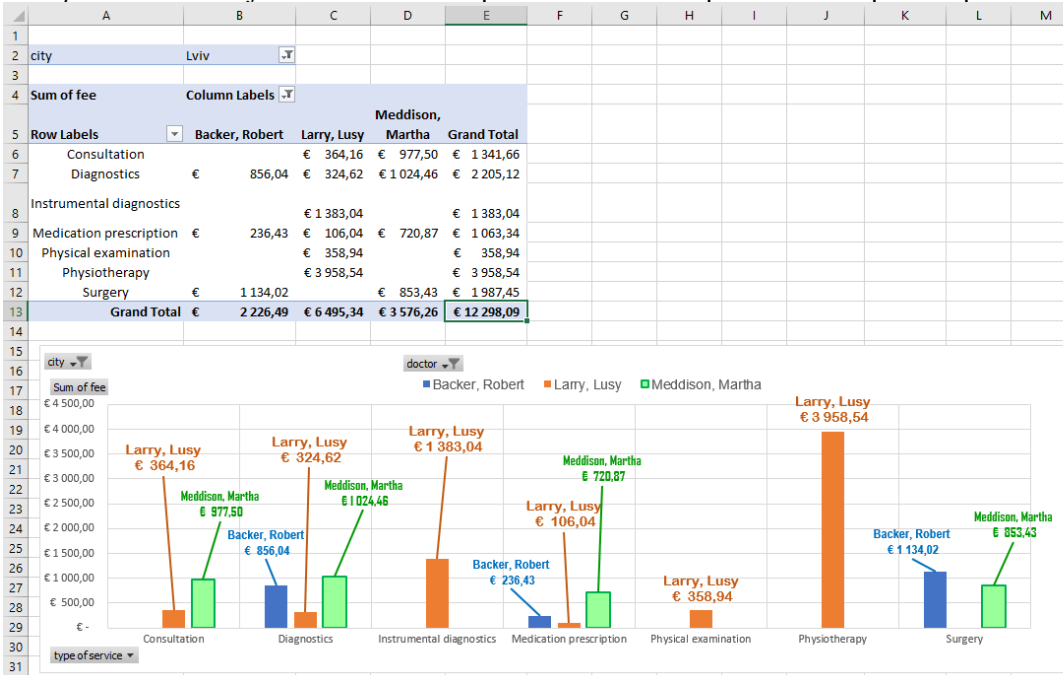 A B C D E F G H I J K L M
1
2 city Lviv
3
4 Sum of fee Column Labels
Meddison,
5 Row Labels Backer, Robert Larry, Lusy Martha Grand Total
6 Consultation € 364,16 € 977,50 € 1 341,66
7 Diagnostics € 856,04 € 324,62 € 1 024,46 € 2 205,12
8 Instrumental diagnostics € 1 383,04 € 1 383,04
9 Medication prescription € 236,43 € 106,04 € 720,87 € 1 063,34
10 Physical examination € 358,94 € 358,94
11 Physiotherapy € 3 958,54 € 3 958,54
12 Surgery € 1 134,02 € 853,43 € 1 987,45
13 Grand Total € 2 226,49 € 6 495,34 € 3 576,26 € 12 298,09
14
15
16
17
18
19
20
21
22
23
24
25
26
27
28
29
30
31
city doctor
Sum of fee
Backer, Robert Larry, Lusy Meddison, Martha
€ 4 500,00
€ 4 000,00
€ 3 500,00
€ 3 000,00
€ 2 500,00
€ 2 000,00
€ 1 500,00
€ 1 000,00
€ 500,00
€ -
Larry, Lusy
€ 364,16
Meddison, Martha
€ 977,50
Backer, Robert
€ 856,04
Larry, Lusy
€ 324,62
Meddison, Martha
€ 1 024,46
Larry, Lusy
€ 1 383,04
Backer, Robert
€ 236,43
Larry, Lusy
€ 106,04
Meddison, Martha
€ 720,87
Larry, Lusy
€ 358,94
Larry, Lusy
€ 3 958,54
Backer, Robert
€ 1 134,02
Meddison, Martha
€ 853,43
Consultation Diagnostics Instrumental diagnostics Medication prescription Physical examination Physiotherapy Surgery
type of service